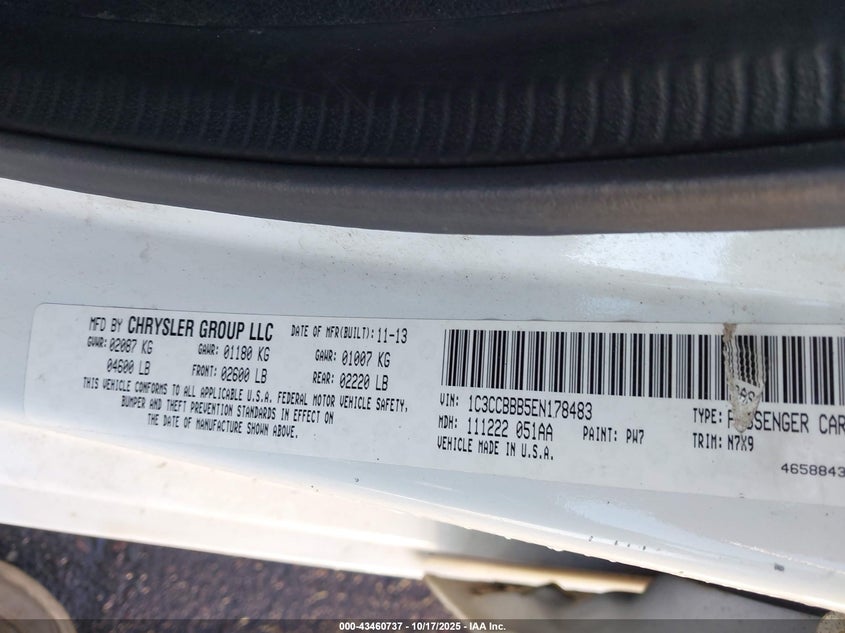 MFD BY CHRYSLER GROUP LLC DATE OF MFR(BUILT): 11-13
GVWR: 02087 KG GAWR: 01180 KG GAWR: 01007 KG
04600 LB FRONT: 02600 LB REAR: 02220 LB
THIS VEHICLE CONFORMS TO ALL APPLICABLE U.S.A. FEDERAL MOTOR VEHICLE SAFETY,
BUMPER AND THEFT PREVENTION STANDARDS IN EFFECT ON
THE DATE OF MANUFACTURE SHOWN ABOVE.
VIN: 1C3CCBBB5EN178483 TYPE: PASSENGER CAR
MDH: 111222 051AA PAINT: PW7 TRIM: N7X9
VEHICLE MADE IN U.S.A.
4658843
000-43460737 - 10/17/2025 - IAA Inc.